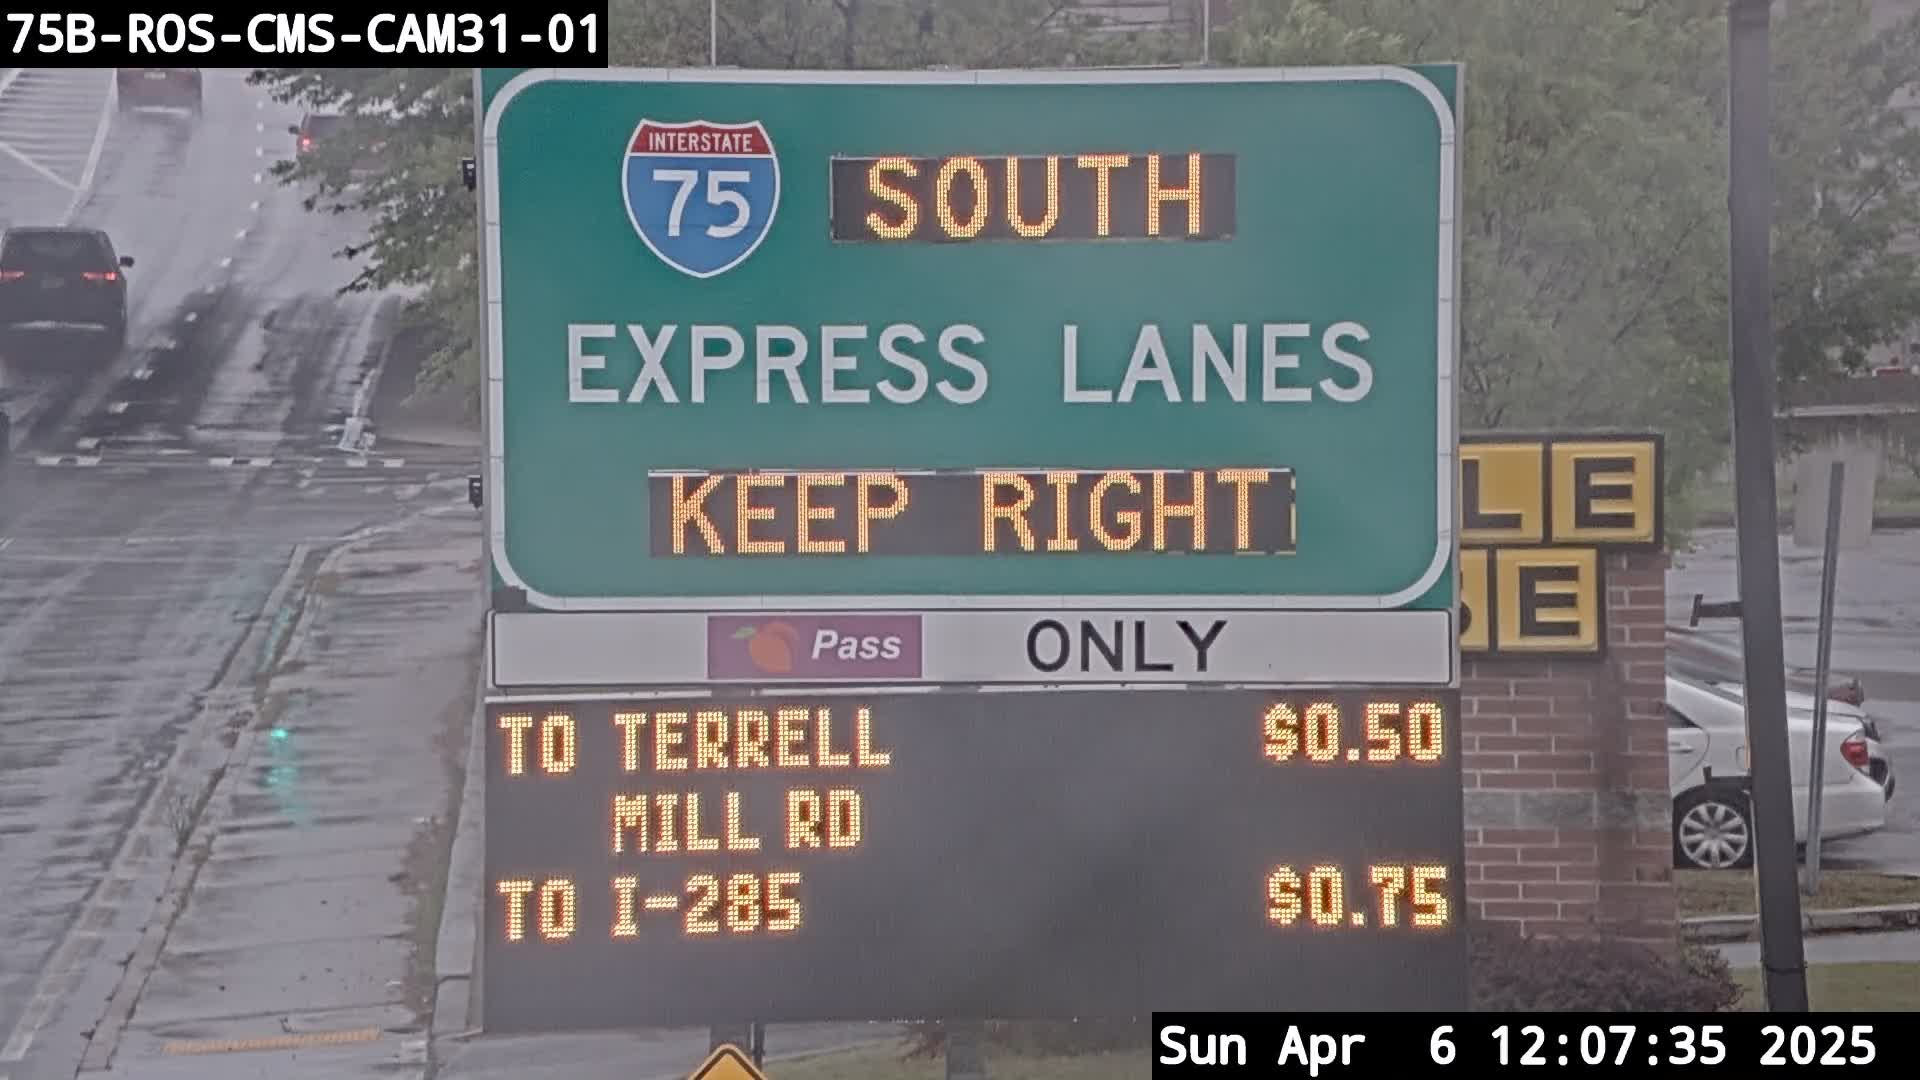 75B-ROS-CMS-CAM31-01
INTERSTATE
75
SOUTH
EXPRESS LANES
KEEP RIGHT
Pass ONLY
TO TERRELL $0.50
MILL RD
TO I-285 $0.75
LE
E
Sun Apr 6 12:07:35 2025